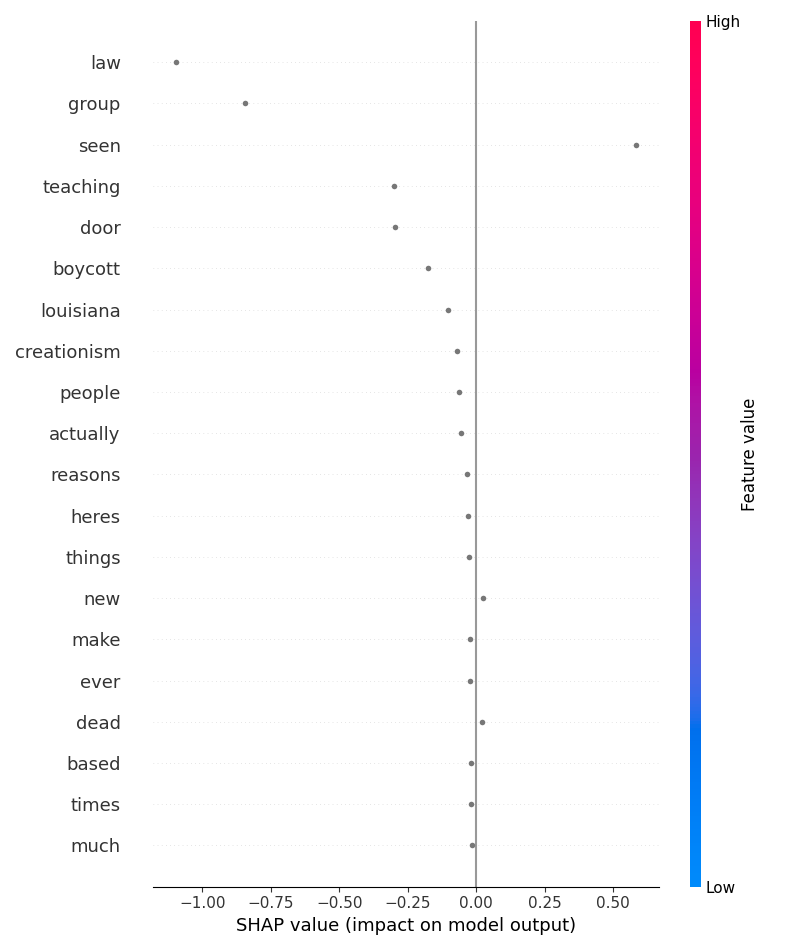 High
law
group
seen
teaching
door
boycott
louisiana
creationism
people
actually
reasons
heres
things
new
make
ever
dead
based
times
much
Feature value
Low
−1.00 −0.75 −0.50 −0.25 0.00 0.25 0.50
SHAP value (impact on model output)